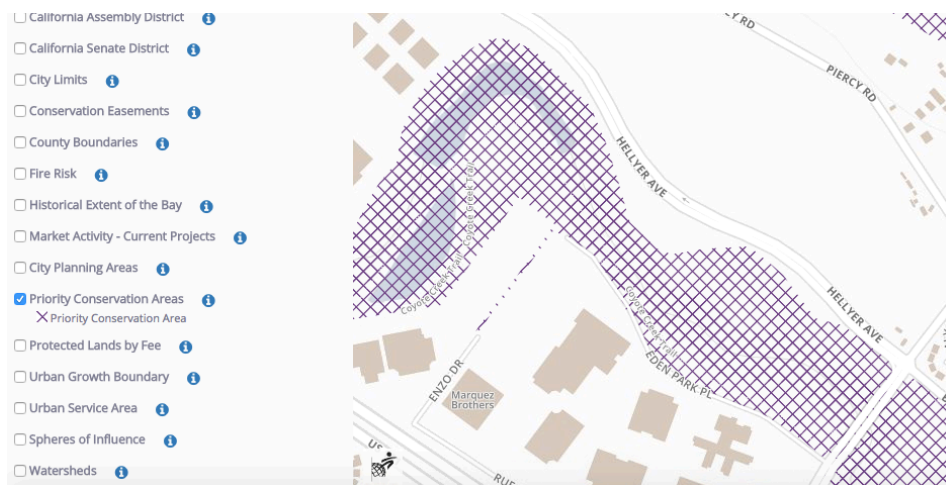 California Assembly District
California Senate District
City Limits
Conservation Easements
County Boundaries
Fire Risk
Historical Extent of the Bay
Market Activity - Current Projects
City Planning Areas
Priority Conservation Areas
Priority Conservation Area
Protected Lands by Fee
Urban Growth Boundary
Urban Service Area
Spheres of Influence
Watersheds
PIERCY RD
HELLYER AVE
Coyote Creek Trail
Coyote Creek Trail
Coyote Creek Trail
HELLYER AVE
EDEN PARK PL
ENZO DR
Marquez
Brothers